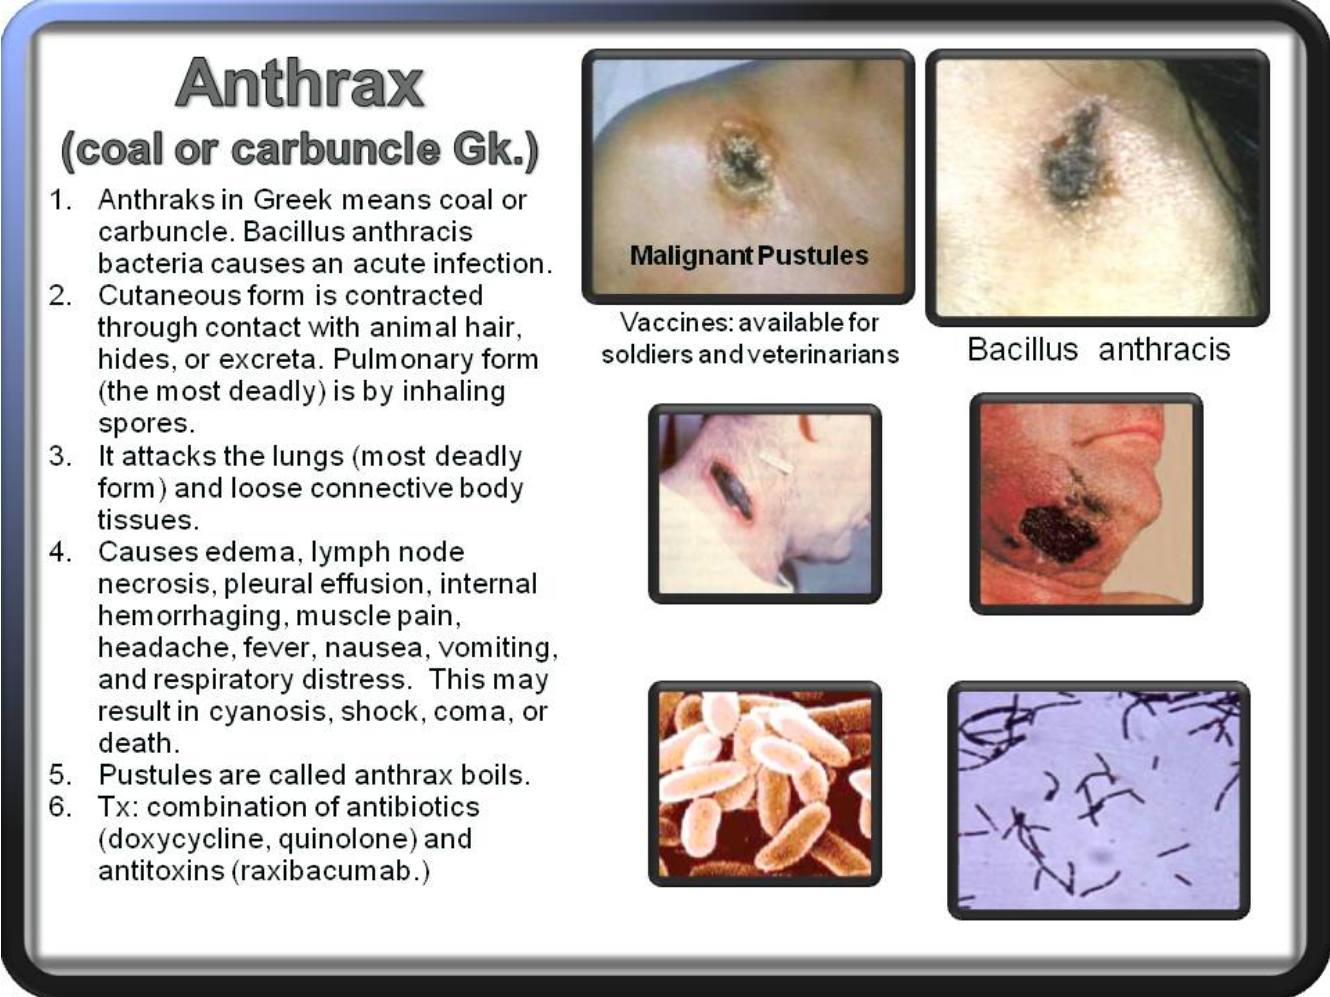 Anthrax
(coal or carbuncle Gk.)
1. Anthraks in Greek means coal or
carbuncle. Bacillus anthracis
bacteria causes an acute infection.
2. Cutaneous form is contracted
through contact with animal hair,
hides, or excreta. Pulmonary form
(the most deadly) is by inhaling
spores.
3. It attacks the lungs (most deadly
form) and loose connective body
tissues.
4. Causes edema, lymph node
necrosis, pleural effusion, internal
hemorrhaging, muscle pain,
headache, fever, nausea, vomiting,
and respiratory distress. This may
result in cyanosis, shock, coma, or
death.
5. Pustules are called anthrax boils.
6. Tx: combination of antibiotics
(doxycycline, quinolone) and
antitoxins (raxibacumab.)
Malignant Pustules
Vaccines: available for
soldiers and veterinarians
Bacillus anthracis